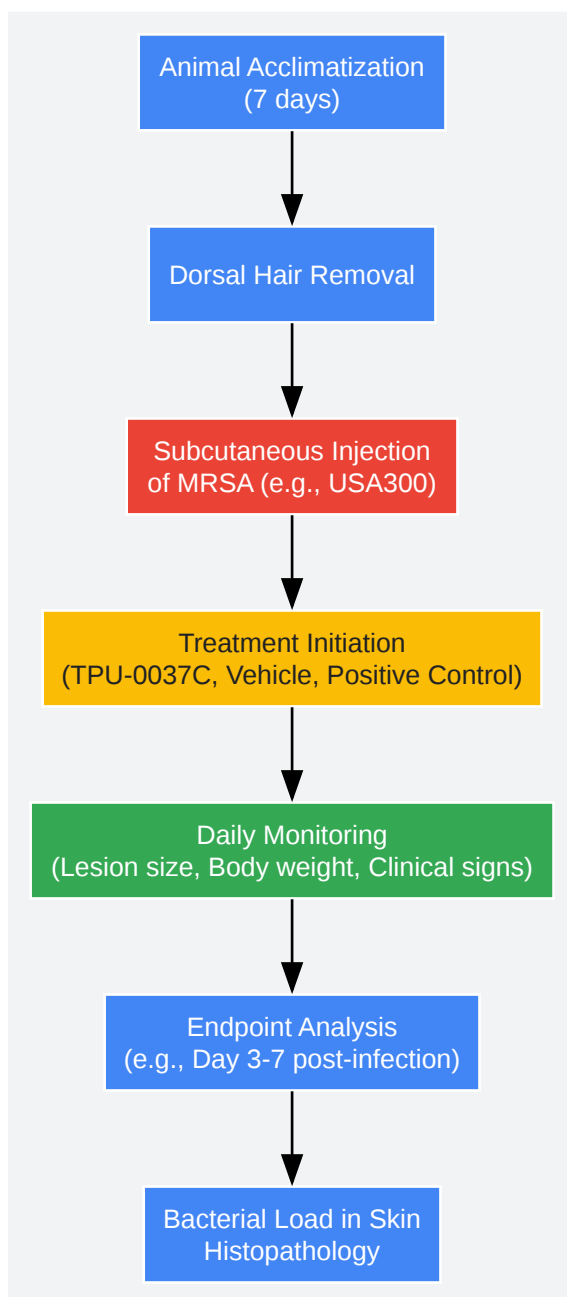 Animal Acclimatization
(7 days)
Dorsal Hair Removal
Subcutaneous Injection
of MRSA (e.g., USA300)
Treatment Initiation
(TPU-0037C, Vehicle, Positive Control)
Daily Monitoring
(Lesion size, Body weight, Clinical signs)
Endpoint Analysis
(e.g., Day 3-7 post-infection)
Bacterial Load in Skin
Histopathology